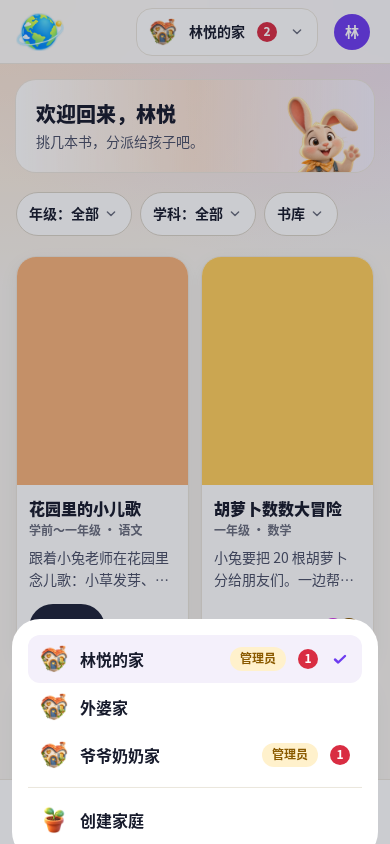 林悦的家 2
林
欢迎回来，林悦
挑几本书，分派给孩子吧。
年级：全部
学科：全部
书库
花园里的小儿歌
学前～一年级 · 语文
跟着小兔老师在花园里
念儿歌：小草发芽、…
胡萝卜数数大冒险
一年级 · 数学
小兔要把 20 根胡萝卜
分给朋友们。一边帮…
林悦的家 管理员 1
外婆家
爷爷奶奶家 管理员 1
创建家庭